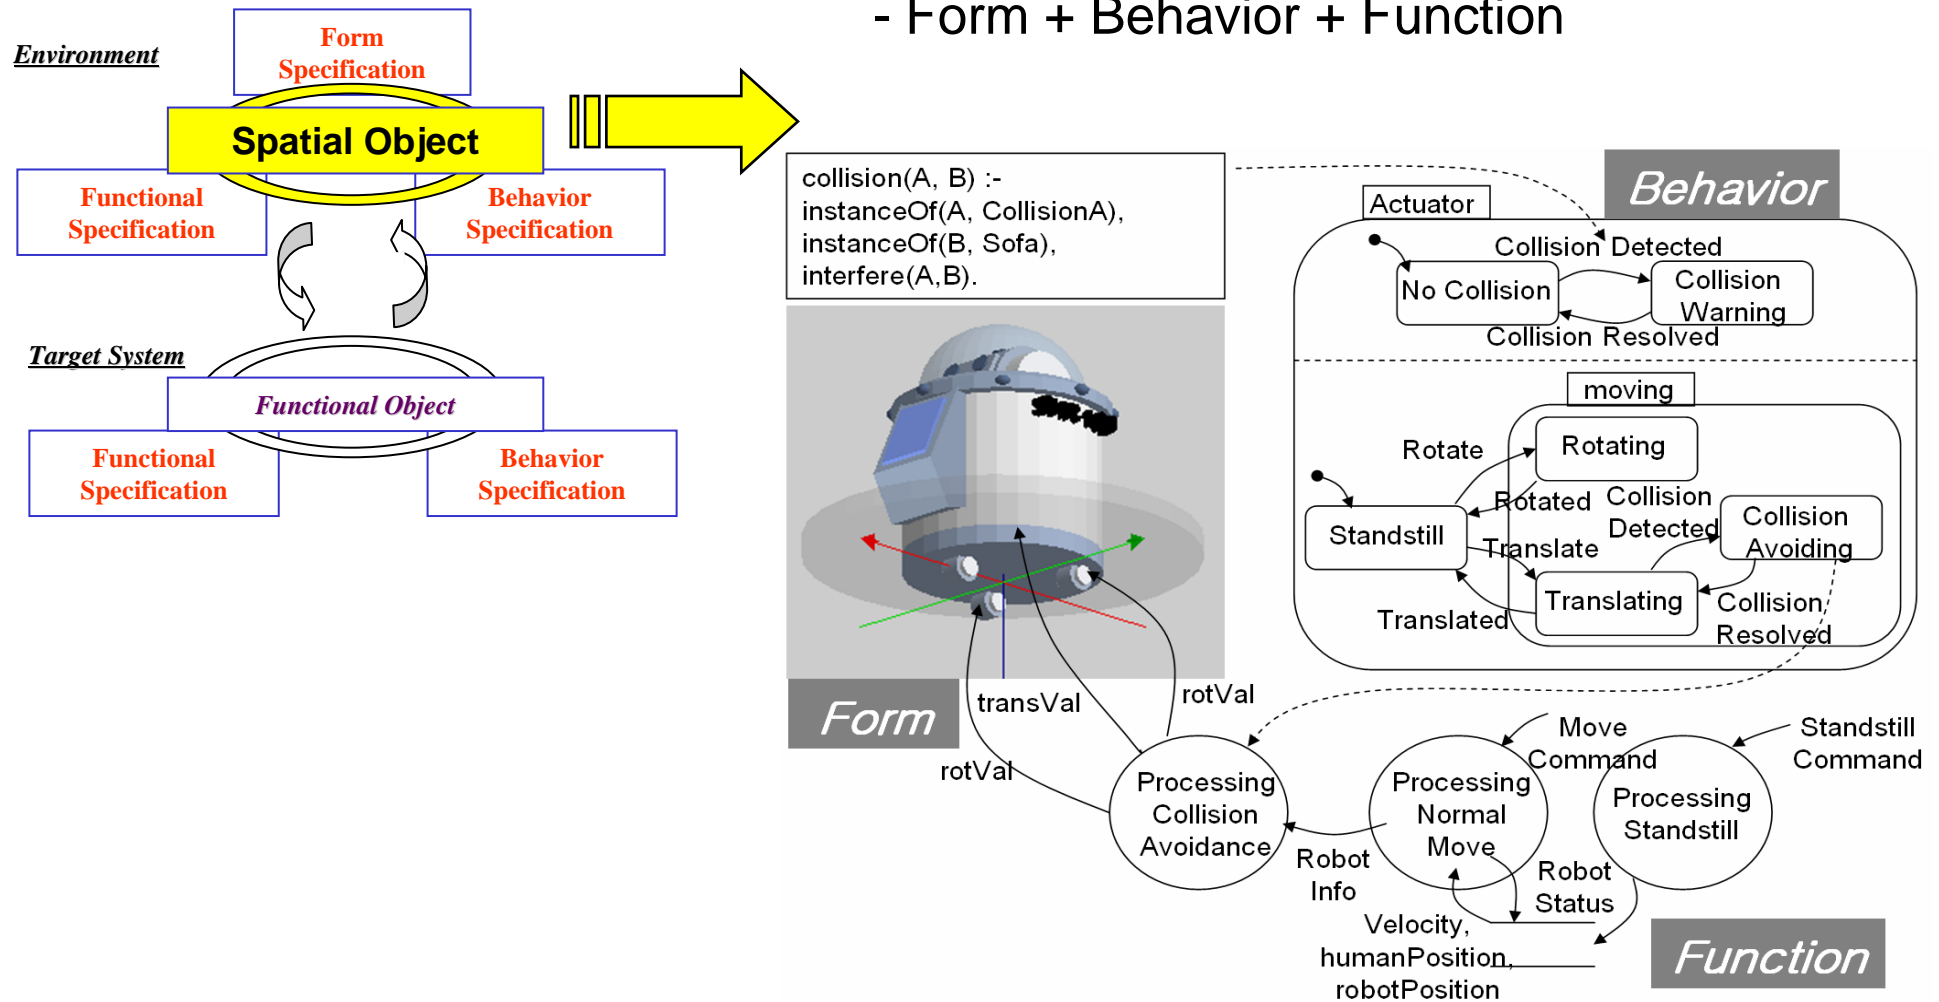 - Form + Behavior + Function
Environment
Form
Specification
Spatial Object
Functional
Specification
Behavior
Specification
Target System
Functional Object
Functional
Specification
Behavior
Specification
collision(A, B) :-
instanceOf(A, CollisionA),
instanceOf(B, Sofa),
interfere(A,B).
Behavior
Actuator
Collision Detected
No Collision
Collision
Warning
Collision Resolved
moving
Rotate
Rotating
Rotated
Collision
Detected
Collision
Avoiding
Standstill
Translate
Translating
Translated
Collision
Resolved
Form
transVal
rotVal
rotVal
Processing
Collision
Avoidance
Processing
Normal
Move
Move
Command
Standstill
Command
Processing
Standstill
Robot
Info
Robot
Status
Velocity,
humanPosition,
robotPosition
Function